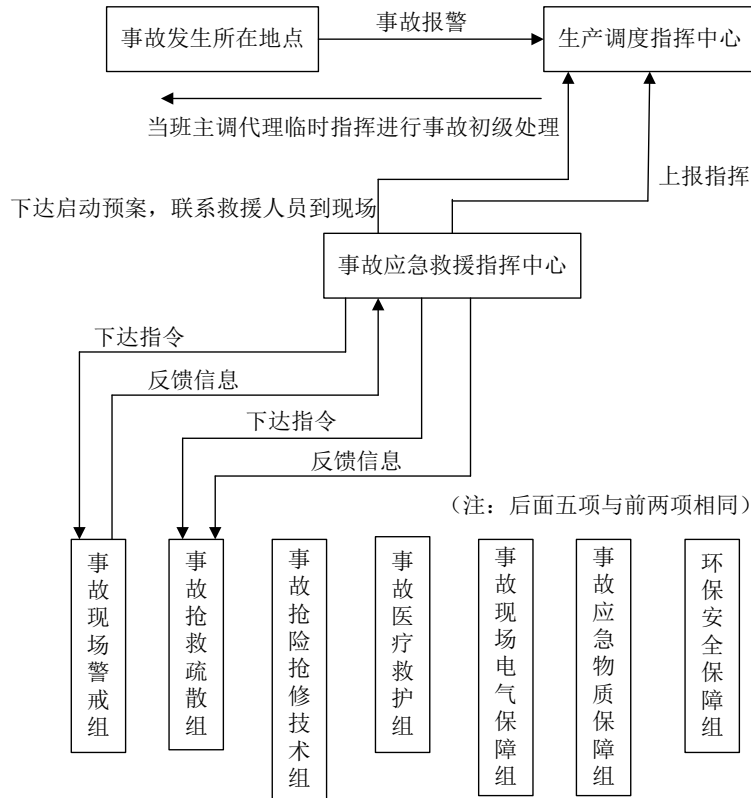 事故发生所在地点
事故报警
生产调度指挥中心
当班主调代理临时指挥进行事故初级处理
上报指挥
下达启动预案，联系救援人员到现场
事故应急救援指挥中心
下达指令
反馈信息
下达指令
反馈信息
（注：后面五项与前两项相同）
事故现场警戒组
事故抢救疏散组
事故抢险抢修技术组
事故医疗救护组
事故现场电气保障组
事故应急物质保障组
环保安全保障组